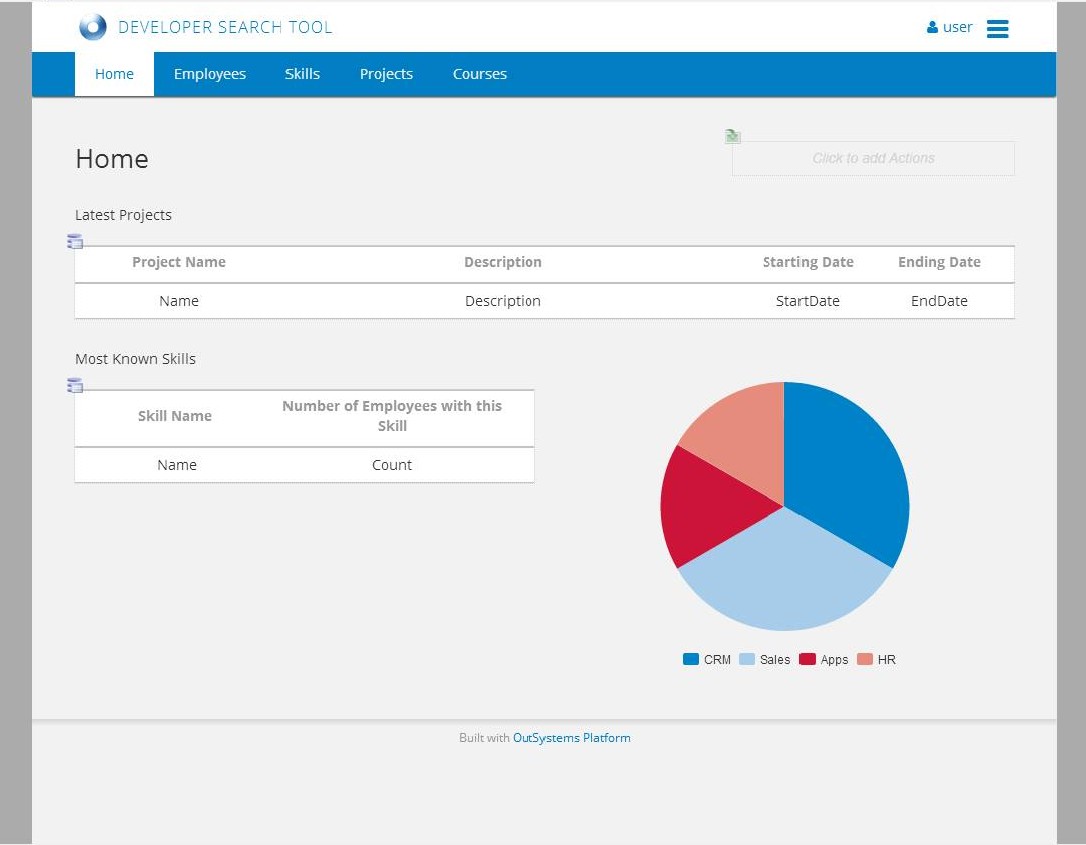 DEVELOPER SEARCH TOOL
user
Home
Employees
Skills
Projects
Courses
Home
Click to add Actions
Latest Projects
Project Name Description Starting Date Ending Date
Name Description StartDate EndDate
Most Known Skills
Skill Name
Number of Employees with this
Skill
Name Count
CRM Sales Apps HR
Built with OutSystems Platform